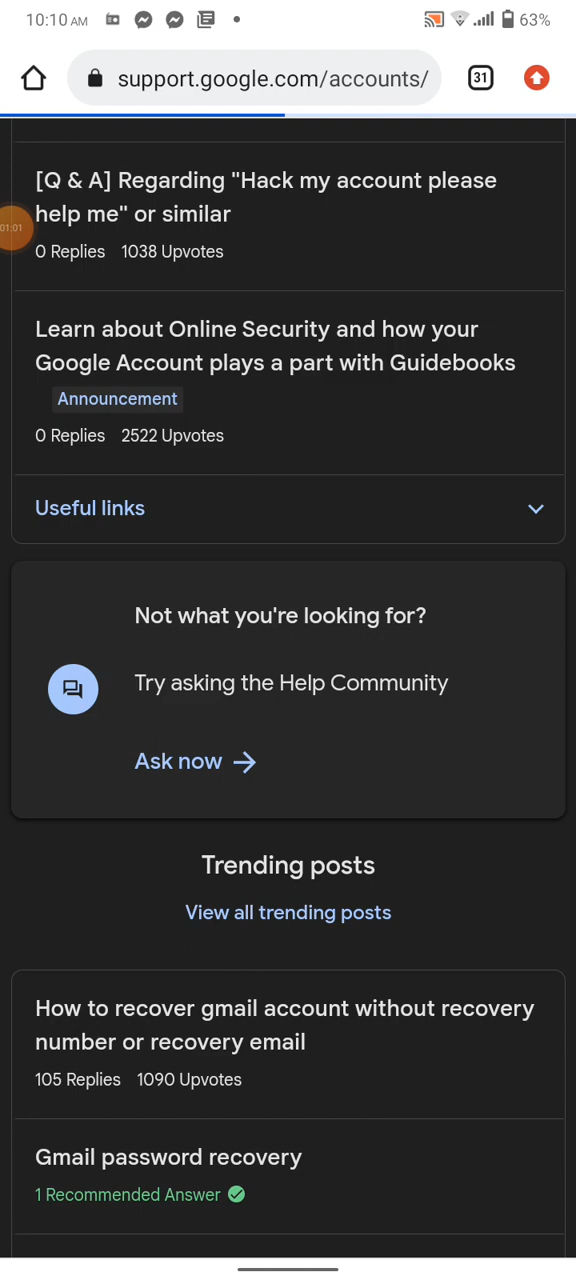 10:10 AM
63%
support.google.com/accounts/
31
[Q & A] Regarding "Hack my account please
help me" or similar
01:01
0 Replies 1038 Upvotes
Learn about Online Security and how your
Google Account plays a part with Guidebooks
Announcement
0 Replies 2522 Upvotes
Useful links
Not what you're looking for?
Try asking the Help Community
Ask now
Trending posts
View all trending posts
How to recover gmail account without recovery
number or recovery email
105 Replies 1090 Upvotes
Gmail password recovery
1 Recommended Answer